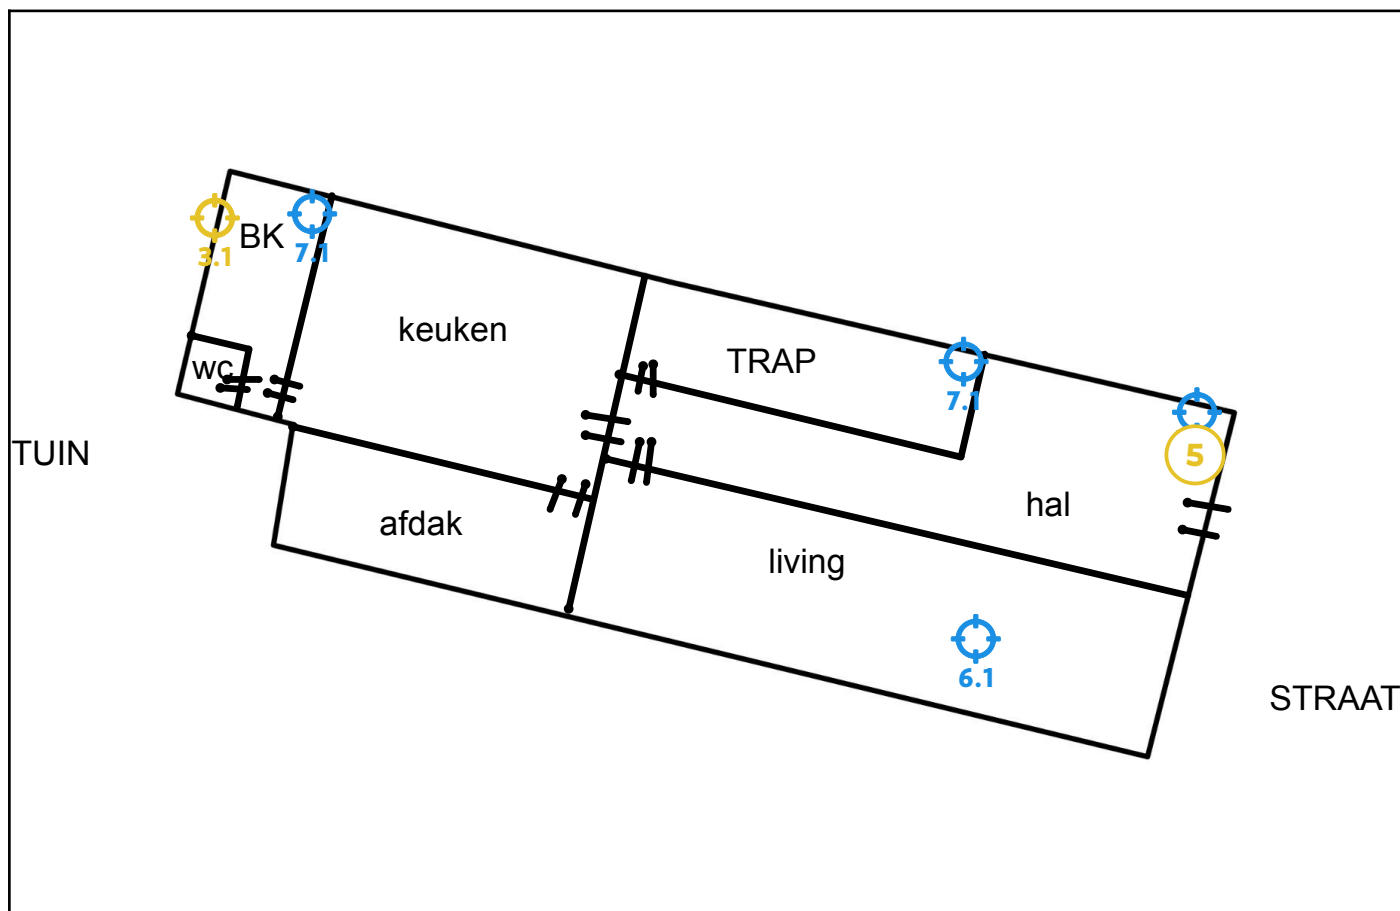 BK
3.1
7.1
keuken
TRAP
wc
7.1
5
TUIN
hal
afdak
living
6.1
STRAAT